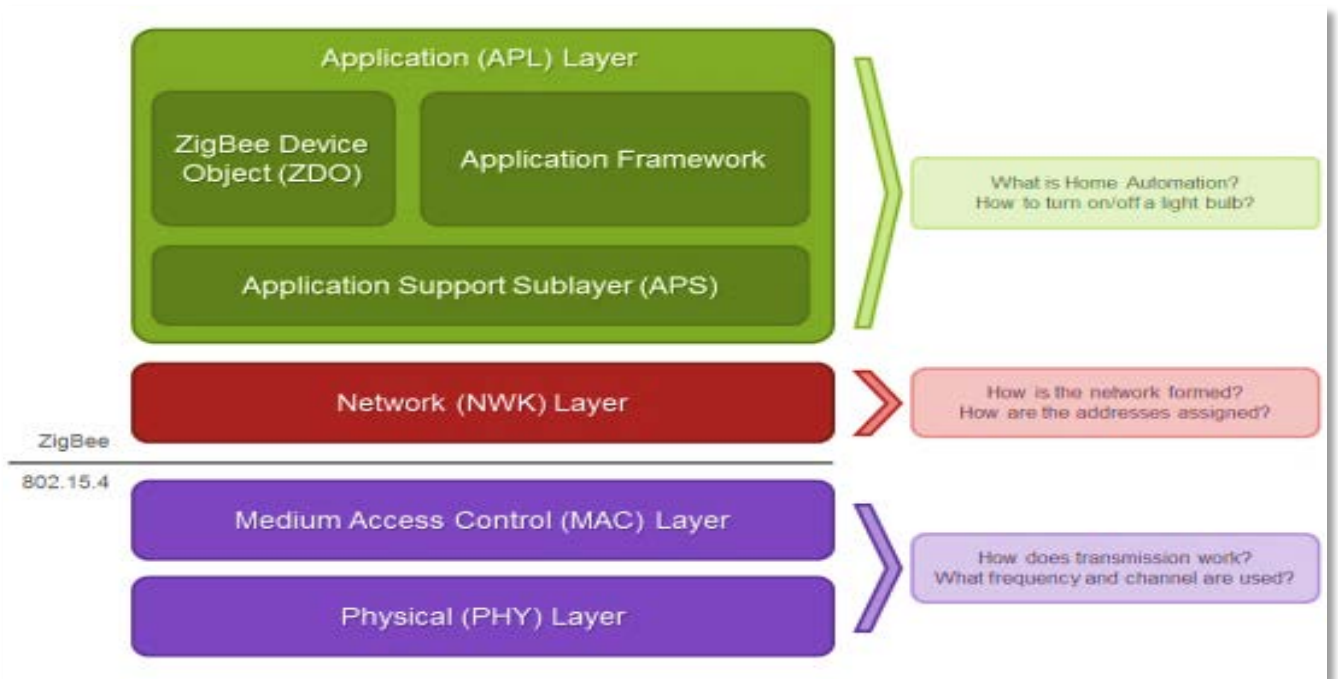 Application (APL) Layer
ZigBee Device
Object (ZDO)
Application Framework
Application Support Sublayer (APS)
What is Home Automation?
How to turn on/off a light bulb?
Network (NWK) Layer
How is the network formed?
How are the addresses assigned?
ZigBee
802.15.4
Medium Access Control (MAC) Layer
Physical (PHY) Layer
How does transmission work?
What frequency and channel are used?